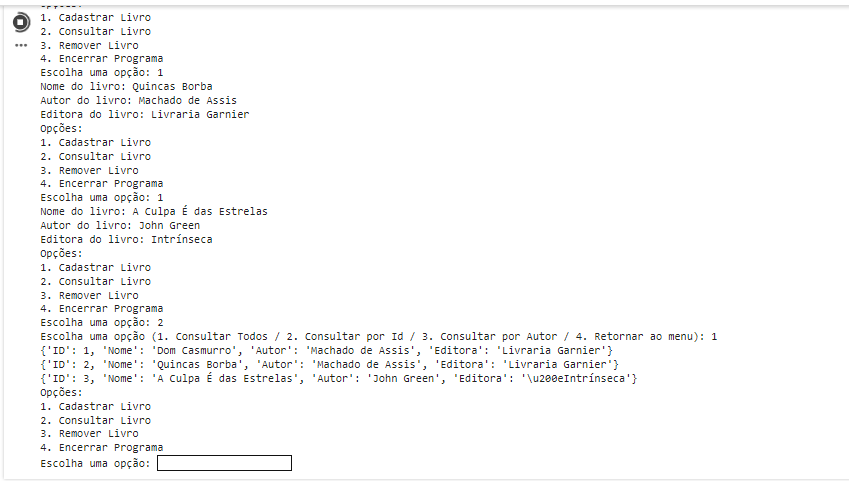 Opções:
1. Cadastrar Livro
2. Consultar Livro
3. Remover Livro
4. Encerrar Programa
Escolha uma opção: 1
Nome do livro: Quincas Borba
Autor do livro: Machado de Assis
Editora do livro: Livraria Garnier
Opções:
1. Cadastrar Livro
2. Consultar Livro
3. Remover Livro
4. Encerrar Programa
Escolha uma opção: 1
Nome do livro: A Culpa É das Estrelas
Autor do livro: John Green
Editora do livro: Intrínseca
Opções:
1. Cadastrar Livro
2. Consultar Livro
3. Remover Livro
4. Encerrar Programa
Escolha uma opção: 2
Escolha uma opção (1. Consultar Todos / 2. Consultar por Id / 3. Consultar por Autor / 4. Retornar ao menu): 1
{'ID': 1, 'Nome': 'Dom Casmurro', 'Autor': 'Machado de Assis', 'Editora': 'Livraria Garnier'}
{'ID': 2, 'Nome': 'Quincas Borba', 'Autor': 'Machado de Assis', 'Editora': 'Livraria Garnier'}
{'ID': 3, 'Nome': 'A Culpa É das Estrelas', 'Autor': 'John Green', 'Editora': '\u200eIntrínseca'}
Opções:
1. Cadastrar Livro
2. Consultar Livro
3. Remover Livro
4. Encerrar Programa
Escolha uma opção: